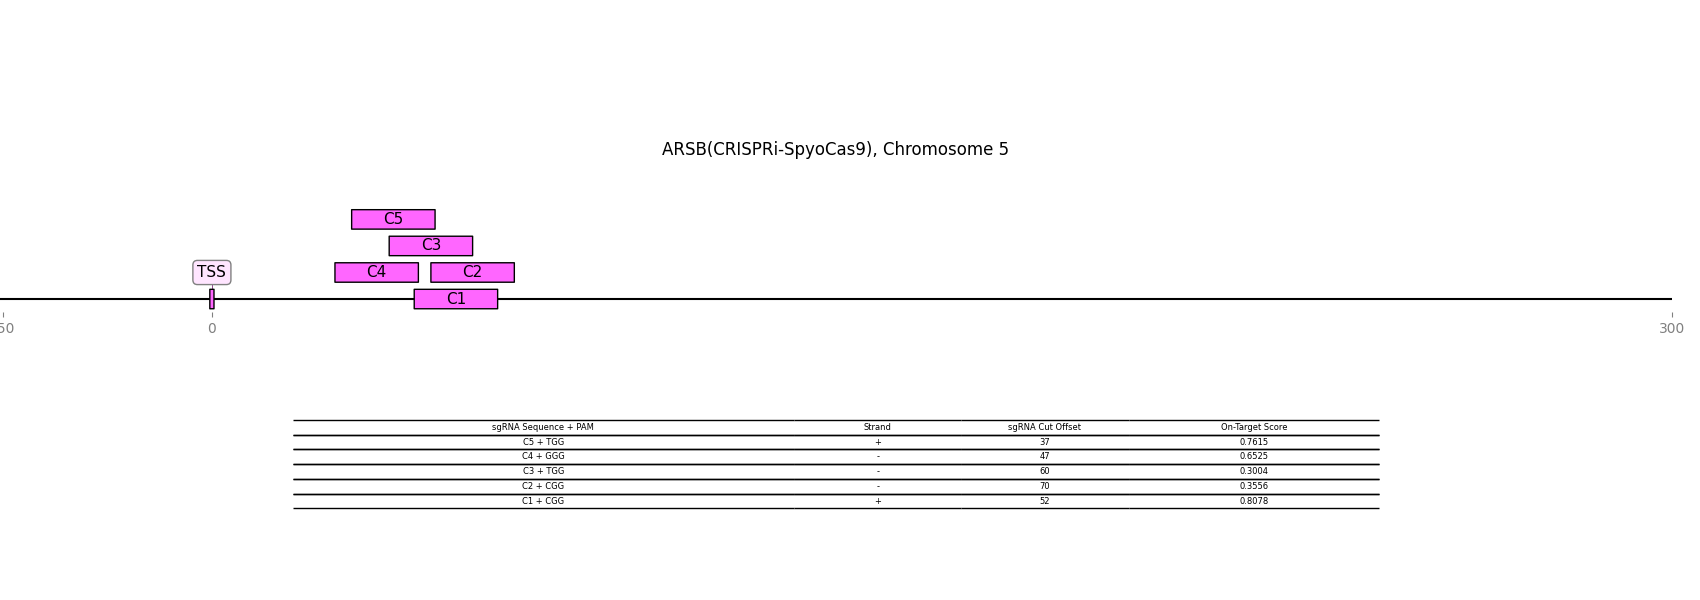 ARSB(CRISPRi-SpyoCas9), Chromosome 5
C5
C3
TSS C4 C2
C1
50 0 300
sgRNA Sequence + PAM Strand sgRNA Cut Offset On-Target Score
C5 + TGG + 37 0.7615
C4 + GGG - 47 0.6525
C3 + TGG - 60 0.3004
C2 + CGG - 70 0.3556
C1 + CGG + 52 0.8078